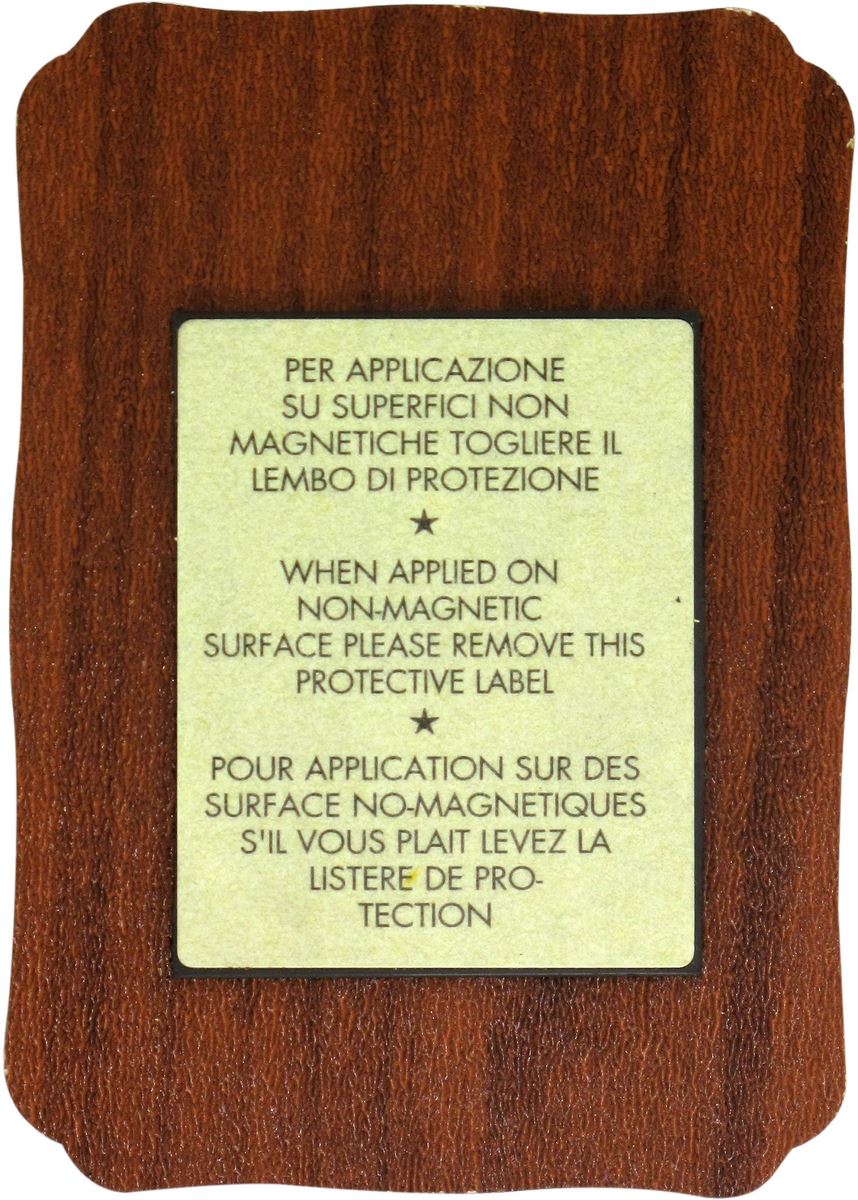 PER APPLICAZIONE
SU SUPERFICI NON
MAGNETICHE TOGLIERE IL
LEMBO DI PROTEZIONE
★
WHEN APPLIED ON
NON-MAGNETIC
SURFACE PLEASE REMOVE THIS
PROTECTIVE LABEL
★
POUR APPLICATION SUR DES
SURFACE NO-MAGNETIQUES
S'IL VOUS PLAIT LEVEZ LA
LISTERE DE PRO-
TECTION